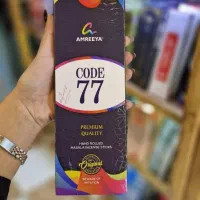 AMREEYA
CODE
77
PREMIUM
QUALITY
HAND ROLLED
MASALA INCENSE STICKS
Original